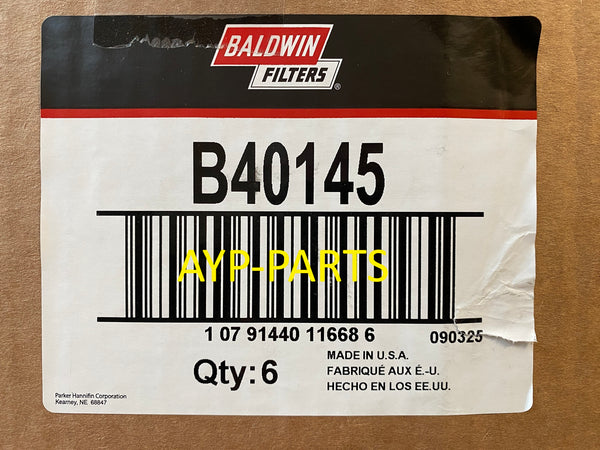 BALDWIN
FILTERS®
B40145
AYP-PARTS
1 07 91440 11668 6
090325
Qty: 6
MADE IN U.S.A.
FABRIQUÉ AUX É.-U.
HECHO EN LOS EE.UU.
Parker Hannifin Corporation
Kearney, NE 68847